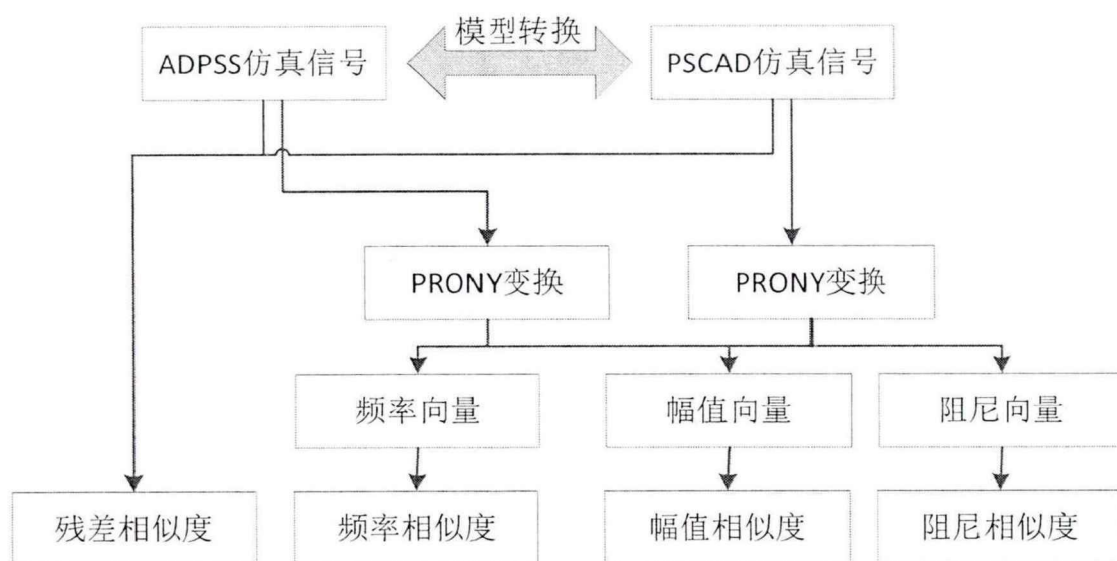 模型转换
ADPSS仿真信号
PSCAD仿真信号
PRONY变换
PRONY变换
频率向量
幅值向量
阻尼向量
残差相似度
频率相似度
幅值相似度
阻尼相似度